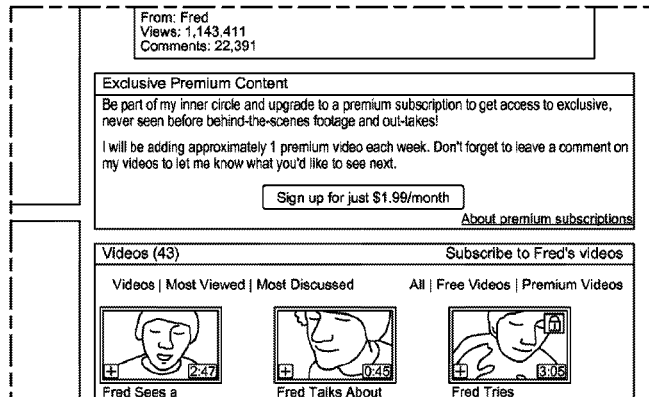 From: Fred
Views: 1,143,411
Comments: 22,391
Exclusive Premium Content
Be part of my inner circle and upgrade to a premium subscription to get access to exclusive,
never seen before behind-the-scenes footage and out-takes!
I will be adding approximately 1 premium video each week. Don't forget to leave a comment on
my videos to let me know what you'd like to see next.
Sign up for just $1.99/month
About premium subscriptions
Videos (43) Subscribe to Fred's videos
Videos | Most Viewed | Most Discussed All | Free Videos | Premium Videos
2:47 0:45 3:05
Fred Sees a Fred Talks About Fred Tries